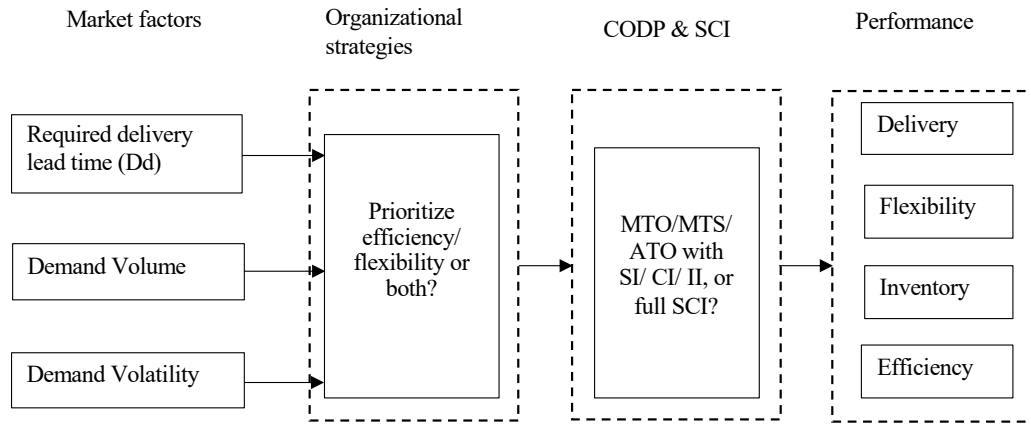 Market factors
Organizational
strategies
CODP & SCI
Performance
Required delivery
lead time (Dd)
Demand Volume
Demand Volatility
Prioritize
efficiency/
flexibility or
both?
MTO/MTS/
ATO with
SI/ CI/ II, or
full SCI?
Delivery
Flexibility
Inventory
Efficiency